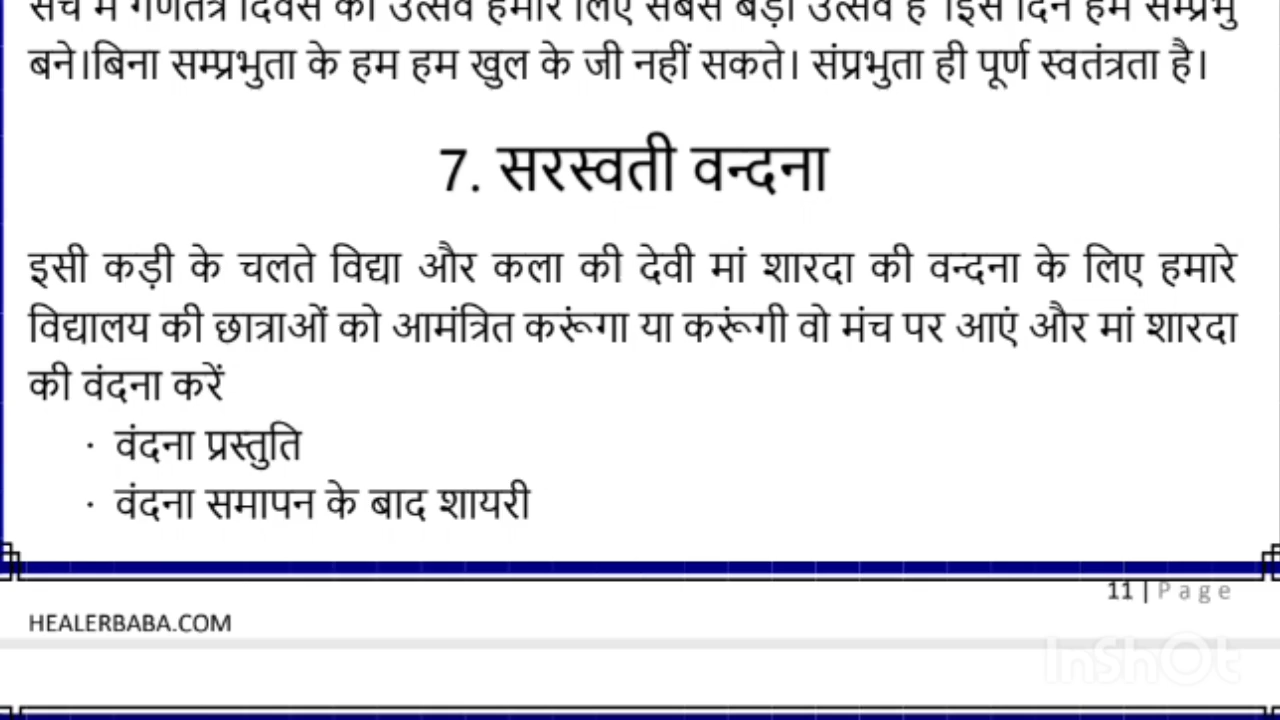 सच में गणतंत्र दिवस का उत्सव हमारे लिए सबसे बड़ा उत्सव है इस दिन हम सम्प्रभु
बने।बिना सम्प्रभुता के हम हम खुल के जी नहीं सकते। संप्रभुता ही पूर्ण स्वतंत्रता है।
7. सरस्वती वन्दना
इसी कड़ी के चलते विद्या और कला की देवी मां शारदा की वन्दना के लिए हमारे
विद्यालय की छात्राओं को आमंत्रित करूंगा या करूंगी वो मंच पर आएं और मां शारदा
की वंदना करें
· वंदना प्रस्तुति
· वंदना समापन के बाद शायरी
11 | Page
HEALERBABA.COM
InShOt